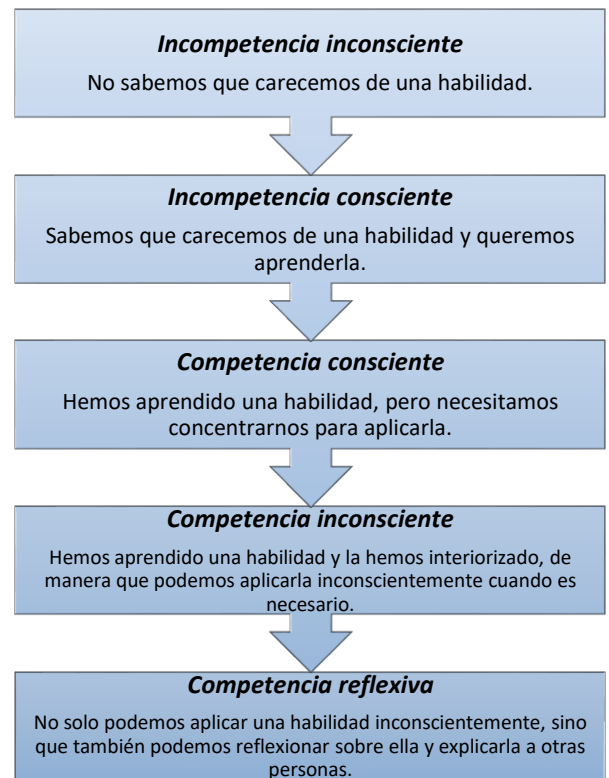 Incompetencia inconsciente
No sabemos que carecemos de una habilidad.
Incompetencia consciente
Sabemos que carecemos de una habilidad y queremos
aprenderla.
Competencia consciente
Hemos aprendido una habilidad, pero necesitamos
concentrarnos para aplicarla.
Competencia inconsciente
Hemos aprendido una habilidad y la hemos interiorizado, de
manera que podemos aplicarla inconscientemente cuando es
necesario.
Competencia reflexiva
No solo podemos aplicar una habilidad inconscientemente, sino
que también podemos reflexionar sobre ella y explicarla a otras
personas.